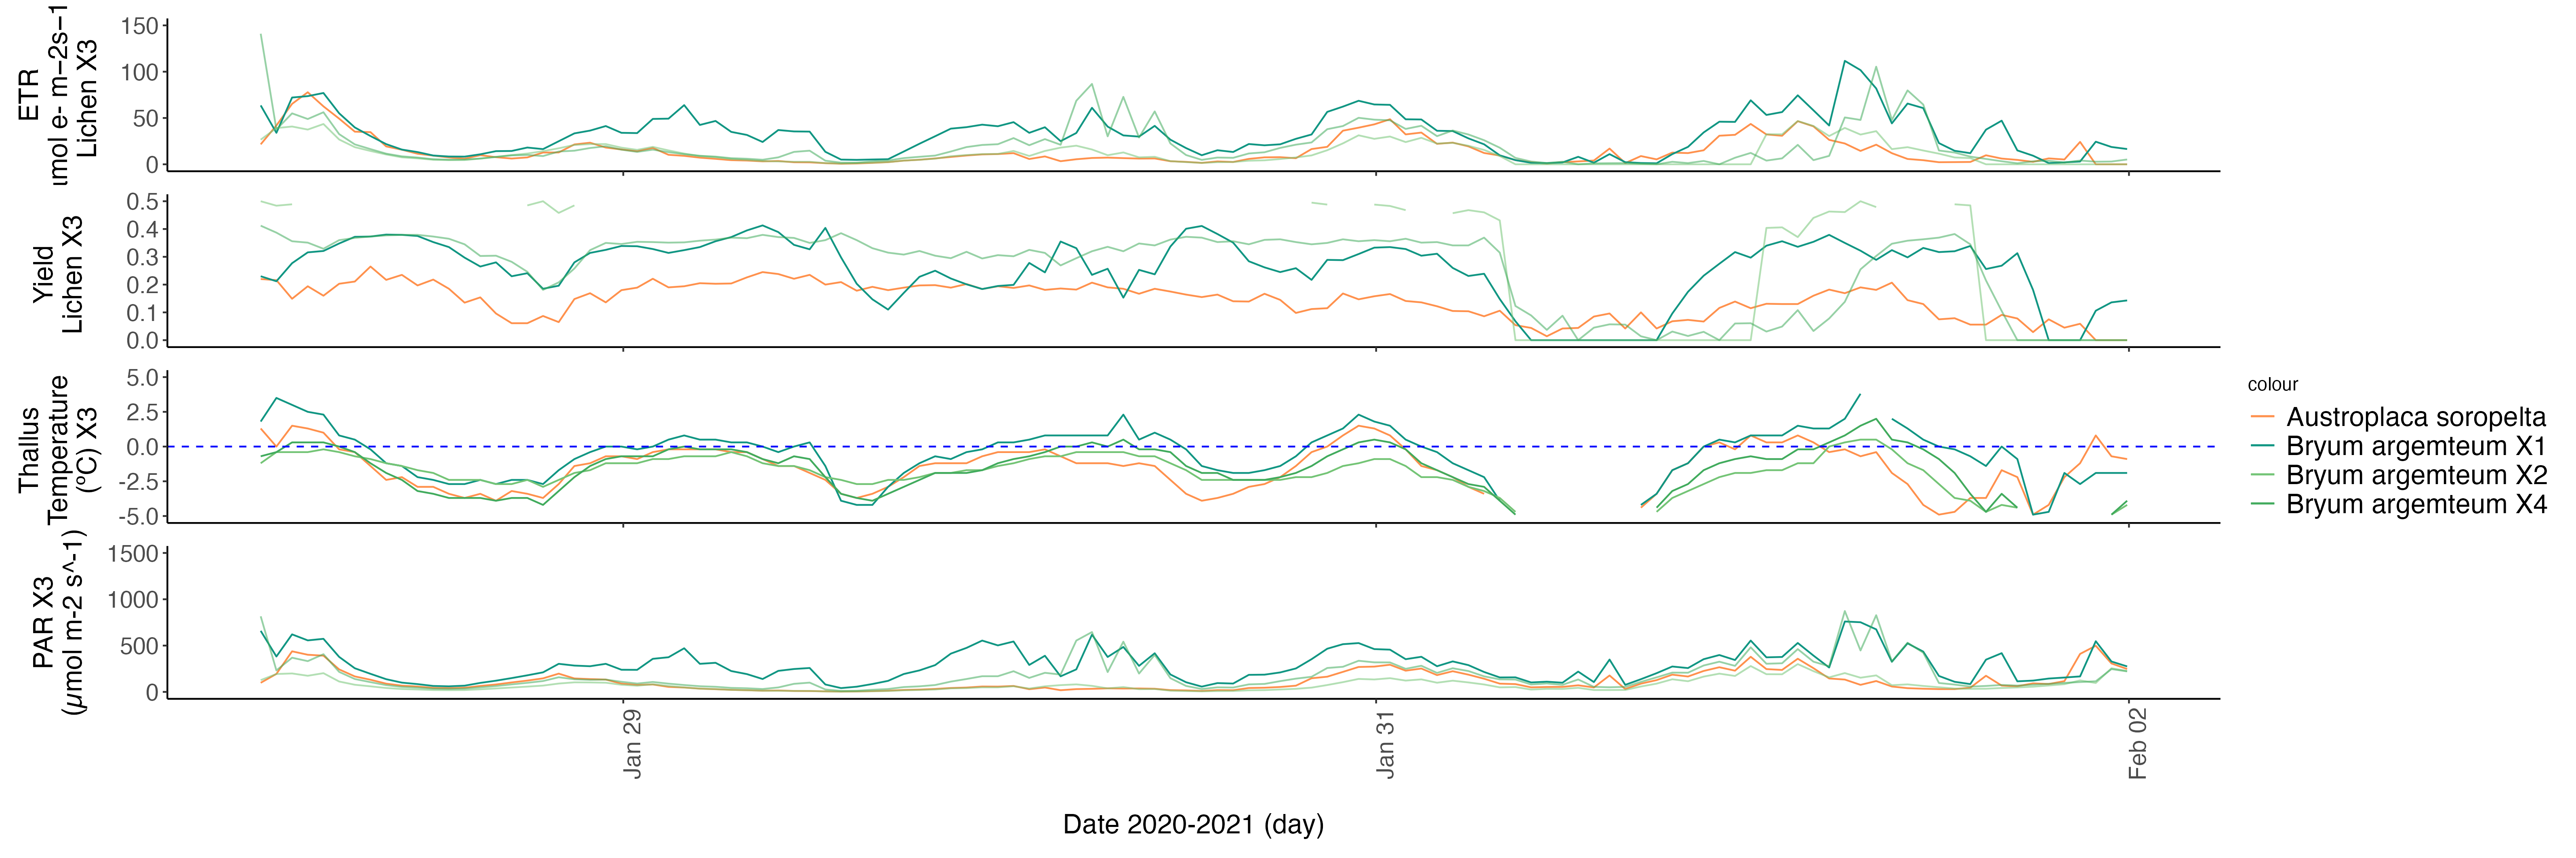 ETR
μmol e- m−2s−1
Lichen X3
150
100
50
0
Yield
Lichen X3
0.5
0.4
0.3
0.2
0.1
0.0
Thallus
Temperature
(ºC) X3
5.0
2.5
0.0
-2.5
-5.0
PAR X3
(μmol m-2 s^-1)
1500
1000
500
0
Jan 29
Jan 31
Feb 02
Date 2020-2021 (day)
colour
Austroplaca soropelta
Bryum argemteum X1
Bryum argemteum X2
Bryum argemteum X4